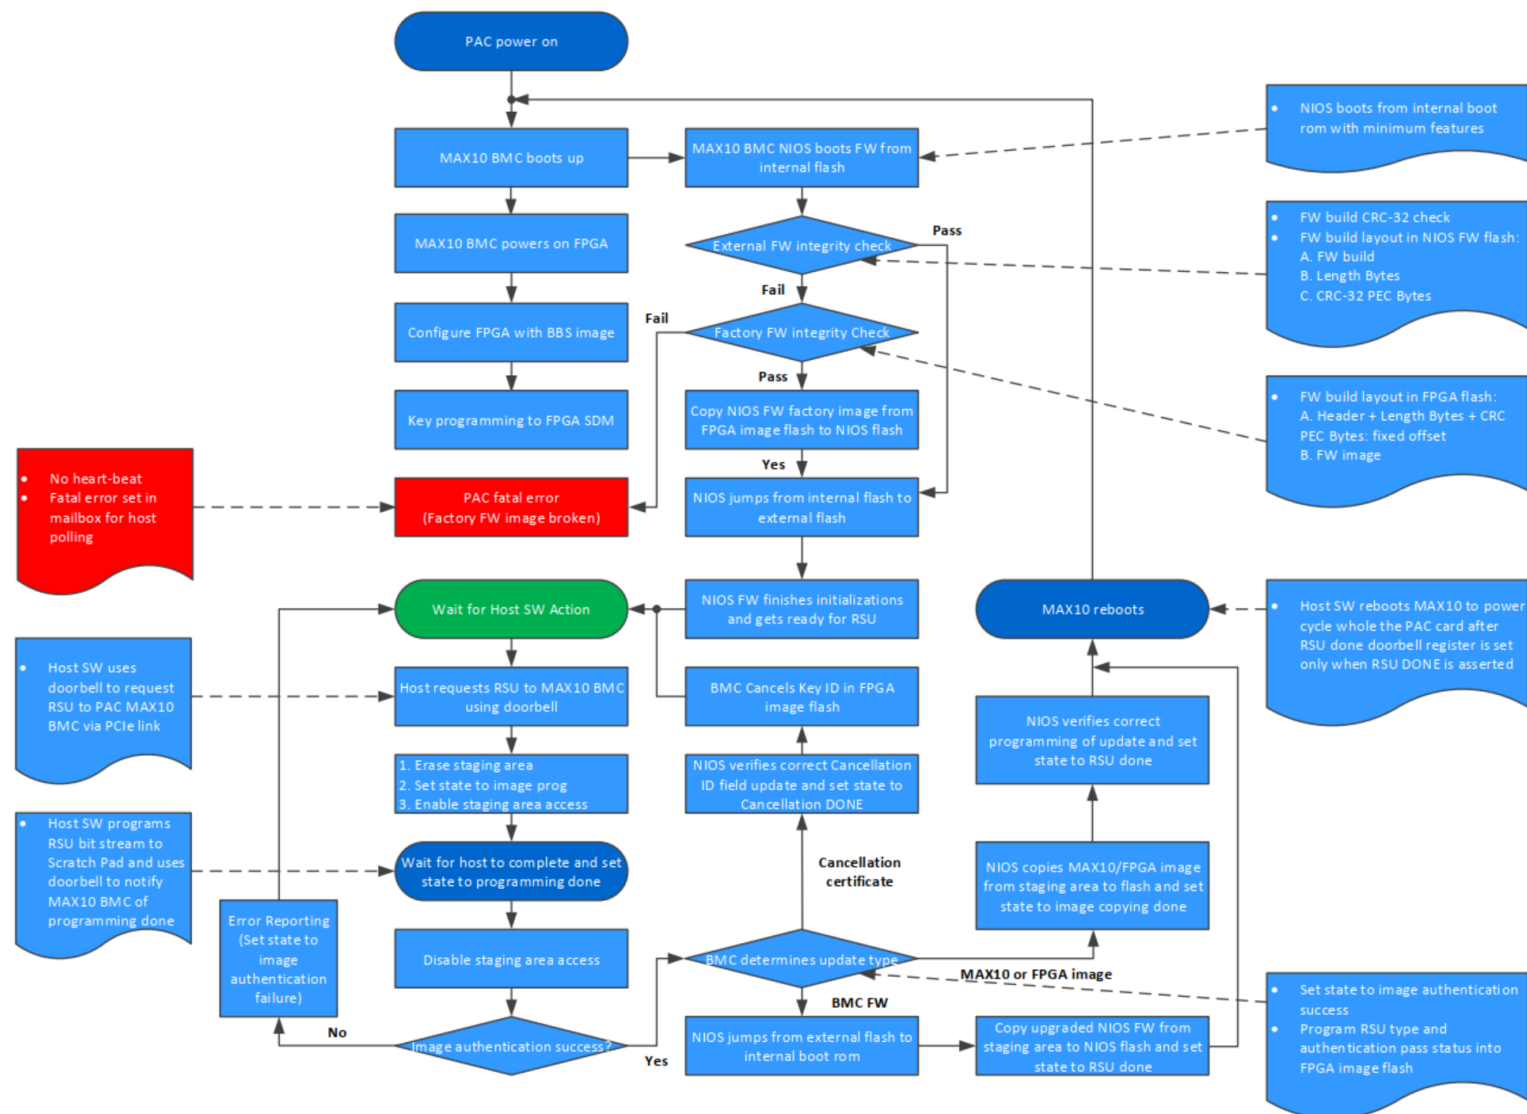 PAC power on
NIOS boots from internal boot
rom with minimum features
MAX10 BMC boots up
MAX10 BMC NIOS boots FW from
internal flash
FW build CRC-32 check
FW build layout in NIOS FW flash:
A. FW build
B. Length Bytes
C. CRC-32 PEC Bytes
MAX10 BMC powers on FPGA
External FW integrity check
Pass
Fail
Configure FPGA with BBS image
Fail
Factory FW integrity Check
Pass
FW build layout in FPGA flash:
A. Header + Length Bytes + CRC
PEC Bytes: fixed offset
B. FW image
Key programming to FPGA SDM
Copy NIOS FW factory image from
FPGA image flash to NIOS flash
Yes
No heart-beat
Fatal error set in
mailbox for host
polling
PAC fatal error
(Factory FW image broken)
NIOS jumps from internal flash to
external flash
Wait for Host SW Action
NIOS FW finishes initializations
and gets ready for RSU
MAX10 reboots
Host SW reboots MAX10 to power
cycle whole the PAC card after
RSU done doorbell register is set
only when RSU DONE is asserted
Host SW uses
doorbell to request
RSU to PAC MAX10
BMC via PCIe link
Host requests RSU to MAX10 BMC
using doorbell
BMC Cancels Key ID in FPGA
image flash
NIOS verifies correct
programming of update and set
state to RSU done
1. Erase staging area
2. Set state to image prog
3. Enable staging area access
NIOS verifies correct Cancellation
ID field update and set state to
Cancellation DONE
Host SW programs
RSU bit stream to
Scratch Pad and uses
doorbell to notify
MAX10 BMC of
programming done
Wait for host to complete and set
state to programming done
Cancellation
certificate
NIOS copies MAX10/FPGA image
from staging area to flash and set
state to image copying done
Error Reporting
(Set state to
image
authentication
failure)
Disable staging area access
BMC determines update type
MAX10 or FPGA image
BMC FW
No
Image authentication success?
Yes
NIOS jumps from external flash to
internal boot rom
Copy upgraded NIOS FW from
staging area to NIOS flash and set
state to RSU done
Set state to image authentication
success
Program RSU type and
authentication pass status into
FPGA image flash